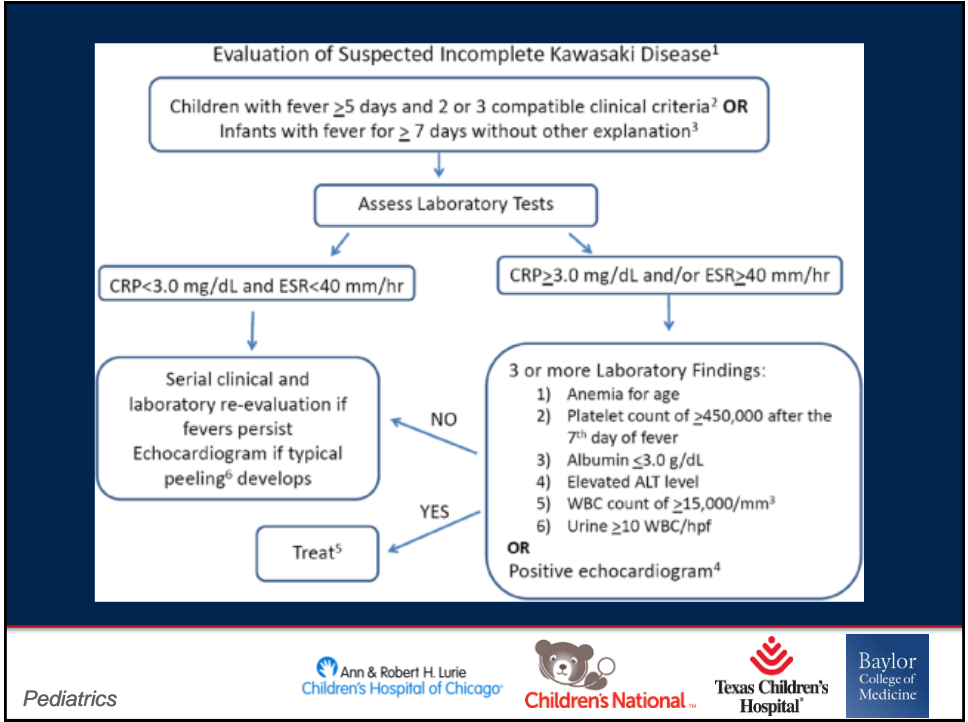 Evaluation of Suspected Incomplete Kawasaki Disease¹
Children with fever ≥5 days and 2 or 3 compatible clinical criteria² OR
Infants with fever for ≥ 7 days without other explanation³
Assess Laboratory Tests
CRP<3.0 mg/dL and ESR<40 mm/hr
CRP≥3.0 mg/dL and/or ESR≥40 mm/hr
Serial clinical and
laboratory re-evaluation if
fevers persist
Echocardiogram if typical
peeling⁶ develops
NO
YES
Treat⁵
3 or more Laboratory Findings:
1) Anemia for age
2) Platelet count of ≥450,000 after the
7th day of fever
3) Albumin ≤3.0 g/dL
4) Elevated ALT level
5) WBC count of ≥15,000/mm³
6) Urine ≥10 WBC/hpf
OR
Positive echocardiogram⁴
Pediatrics
Ann & Robert H. Lurie
Children's Hospital of Chicago®
Children's National™
Texas Children's
Hospital®
Baylor
College of
Medicine